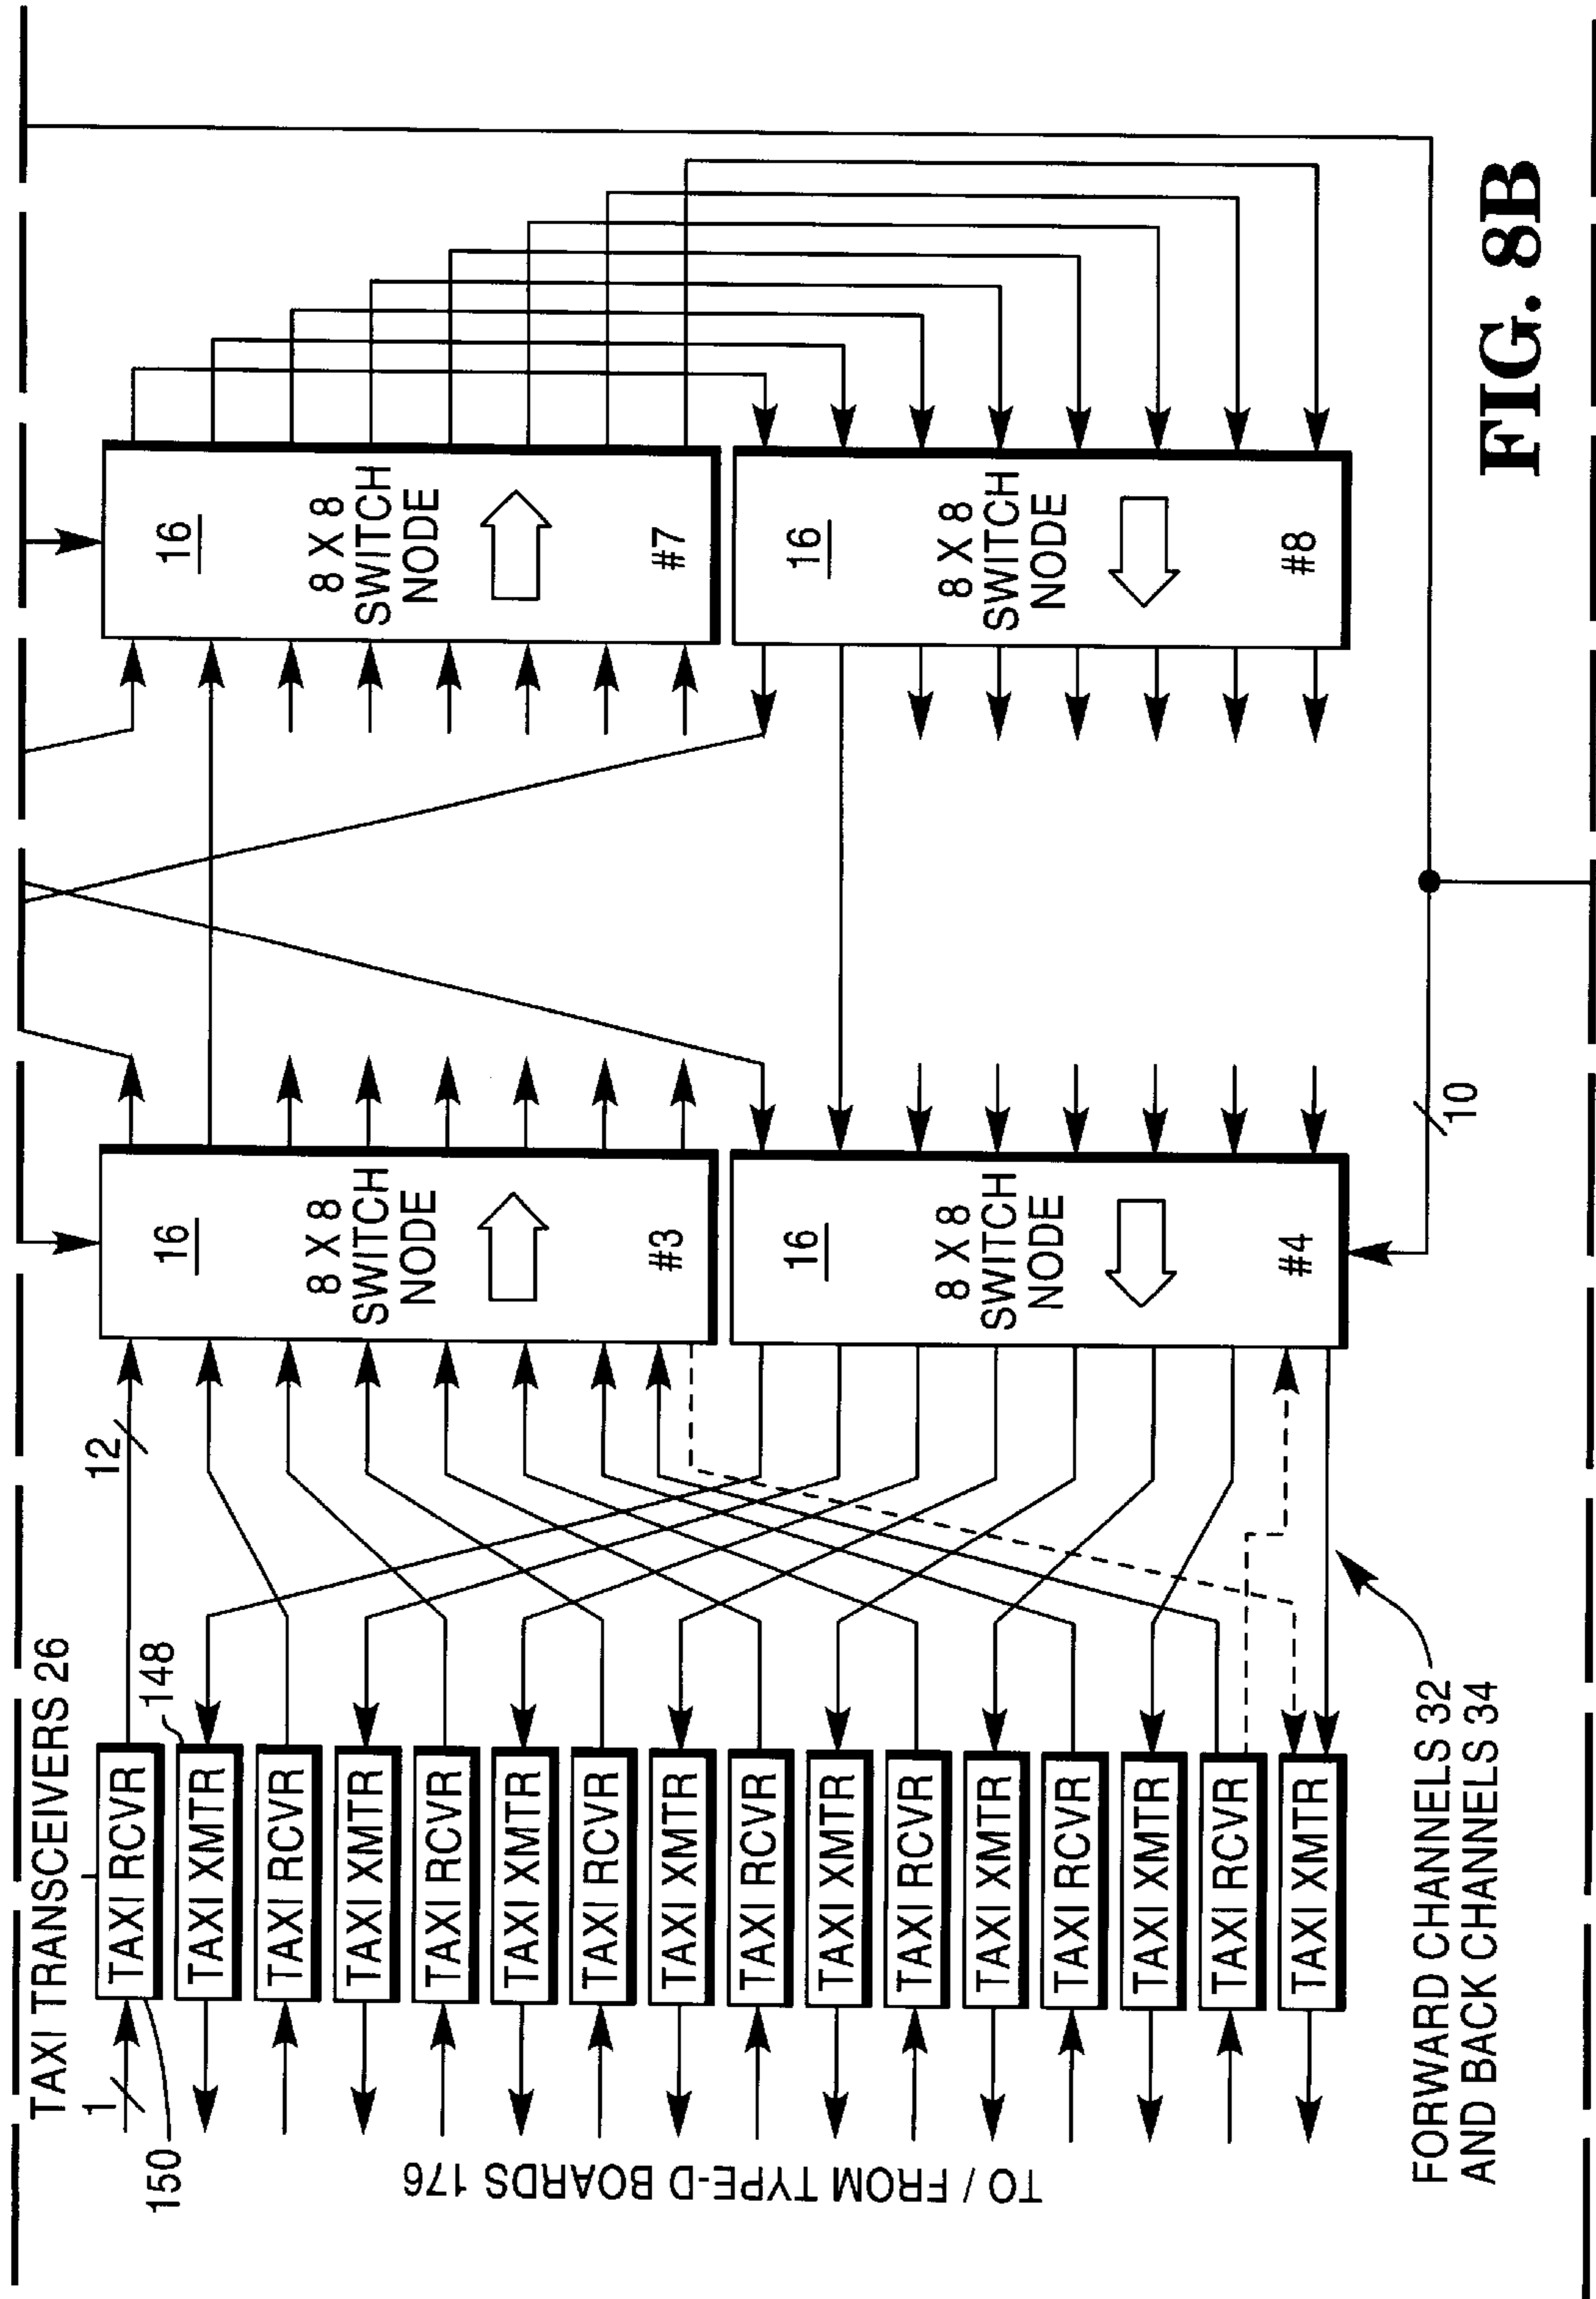 TAXI TRANSCEIVERS 26
148
150
1
12
TAXI RCVR
TAXI XMTR
TAXI RCVR
TAXI XMTR
TAXI RCVR
TAXI XMTR
TAXI RCVR
TAXI XMTR
TAXI RCVR
TAXI XMTR
TAXI RCVR
TAXI XMTR
TAXI RCVR
TAXI XMTR
TAXI RCVR
TAXI XMTR
TO / FROM TYPE-D BOARDS 176
16
8 X 8
SWITCH
NODE
#3
16
8 X 8
SWITCH
NODE
#4
16
8 X 8
SWITCH
NODE
#7
16
8 X 8
SWITCH
NODE
#8
10
FORWARD CHANNELS 32
AND BACK CHANNELS 34
FIG. 8B